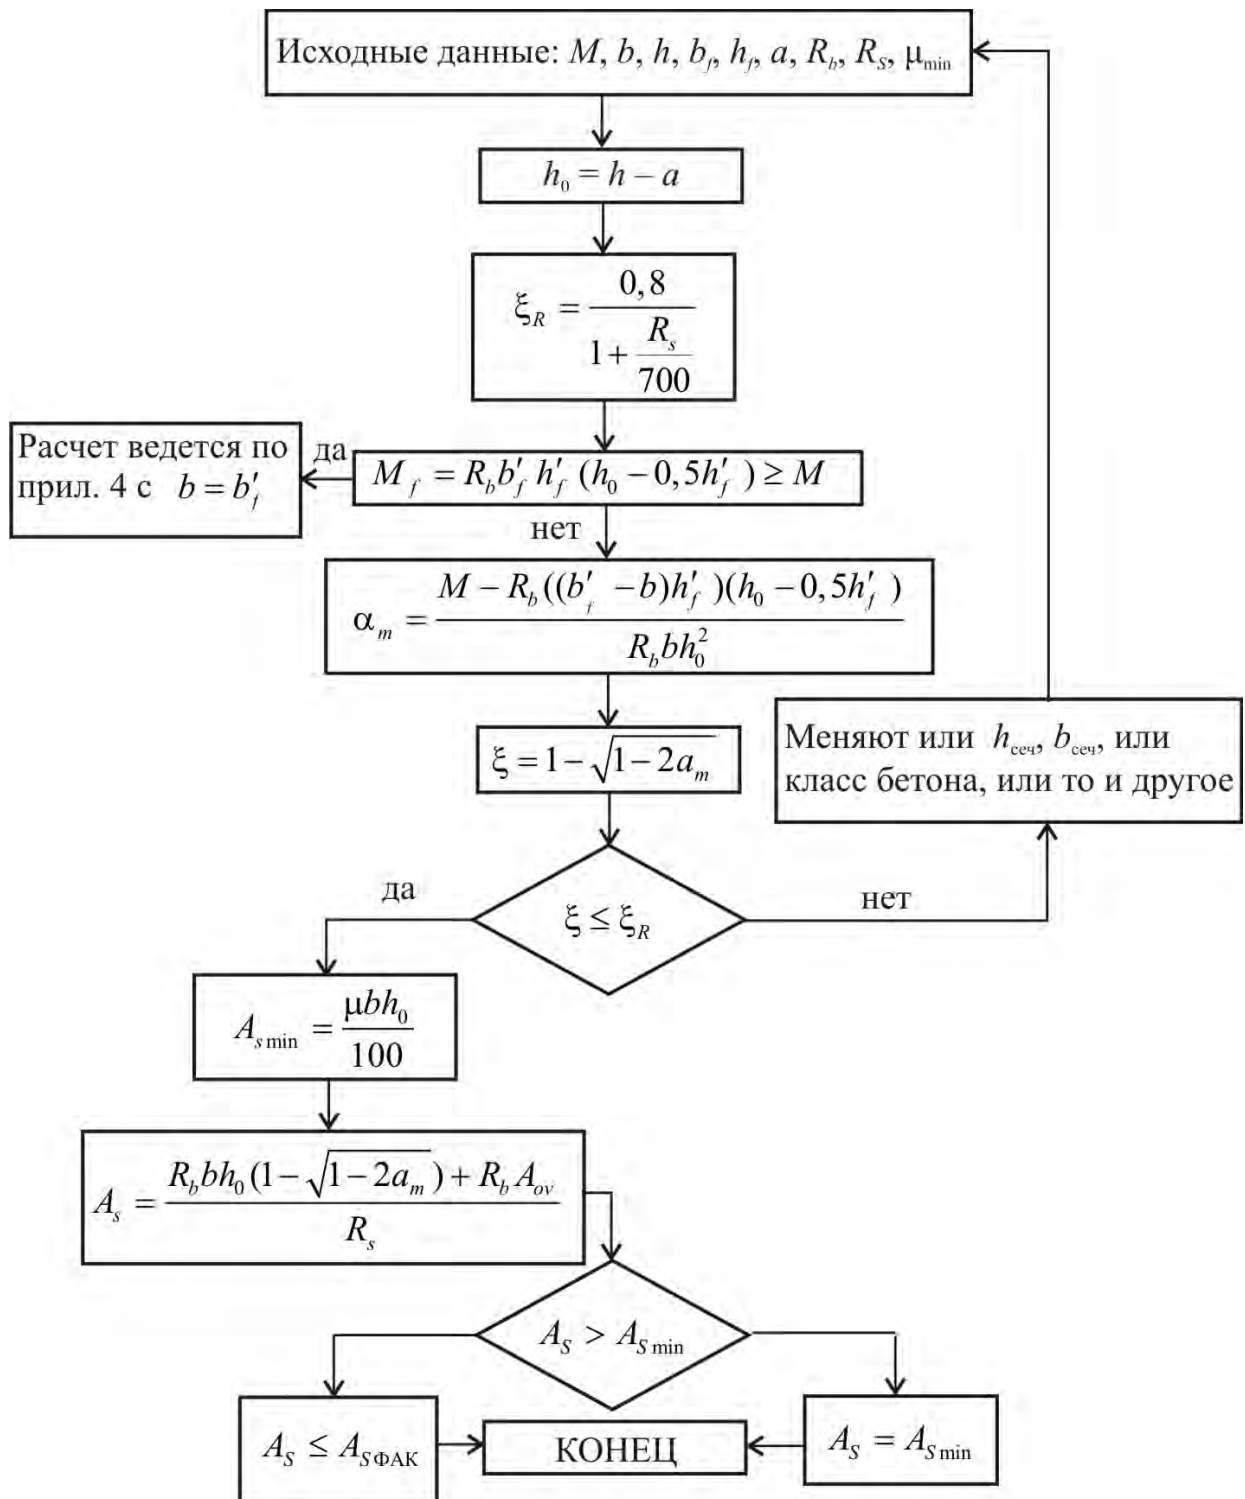 Исходные данные: M, b, h, b_f, h_f, a, R_b, R_S, μ_min
h_0 = h – a
ξ_R = 0,8 / (1 + R_s / 700)
Расчет ведется по
прил. 4 с b = b′_f
да
M_f = R_b b′_f h′_f (h_0 − 0,5h′_f) ≥ M
нет
α_m = (M − R_b((b′_f − b)h′_f)(h_0 − 0,5h′_f)) / (R_b b h_0^2)
ξ = 1 − √(1 − 2a_m)
Меняют или h_сеч, b_сеч, или
класс бетона, или то и другое
да
ξ ≤ ξ_R
нет
A_s min = μbh_0 / 100
A_s = (R_b b h_0 (1 − √(1 − 2a_m)) + R_b A_ov) / R_s
A_S > A_S min
A_S ≤ A_S ФАК
КОНЕЦ
A_S = A_S min